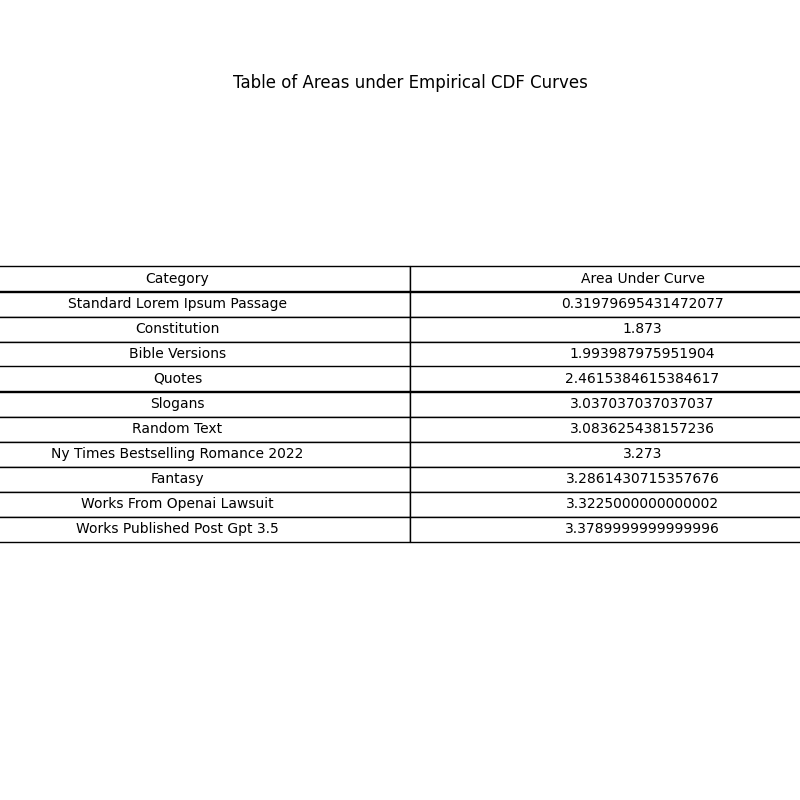 Table of Areas under Empirical CDF Curves
Category Area Under Curve
Standard Lorem Ipsum Passage 0.31979695431472077
Constitution 1.873
Bible Versions 1.993987975951904
Quotes 2.4615384615384617
Slogans 3.037037037037037
Random Text 3.083625438157236
Ny Times Bestselling Romance 2022 3.273
Fantasy 3.2861430715357676
Works From Openai Lawsuit 3.3225000000000002
Works Published Post Gpt 3.5 3.3789999999999996